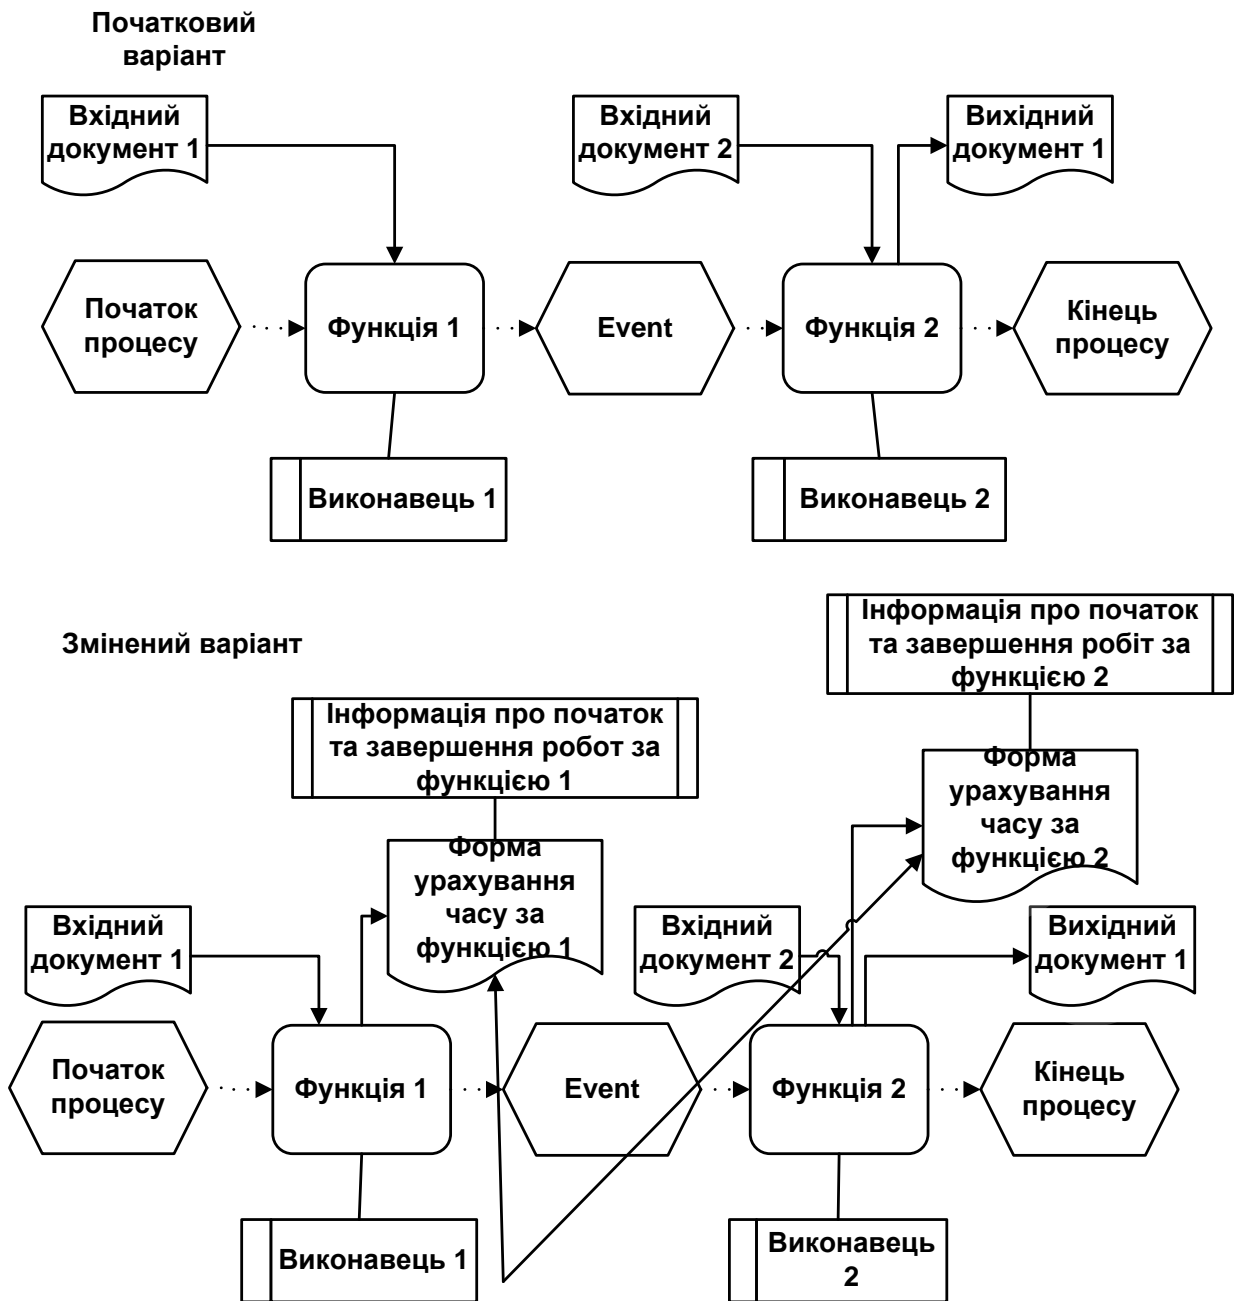 Початковий
варіант
Вхідний
документ 1
Вхідний
документ 2
Вихідний
документ 1
Початок
процесу
Функція 1
Event
Функція 2
Кінець
процесу
Виконавець 1
Виконавець 2
Змінений варіант
Інформація про початок
та завершення робіт за
функцією 2
Інформація про початок
та завершення робот за
функцією 1
Форма
урахування
часу за
функцією 2
Форма
урахування
часу за
функцією 1
Вхідний
документ 1
Вхідний
документ 2
Вихідний
документ 1
Початок
процесу
Функція 1
Event
Функція 2
Кінець
процесу
Виконавець 1
Виконавець
2